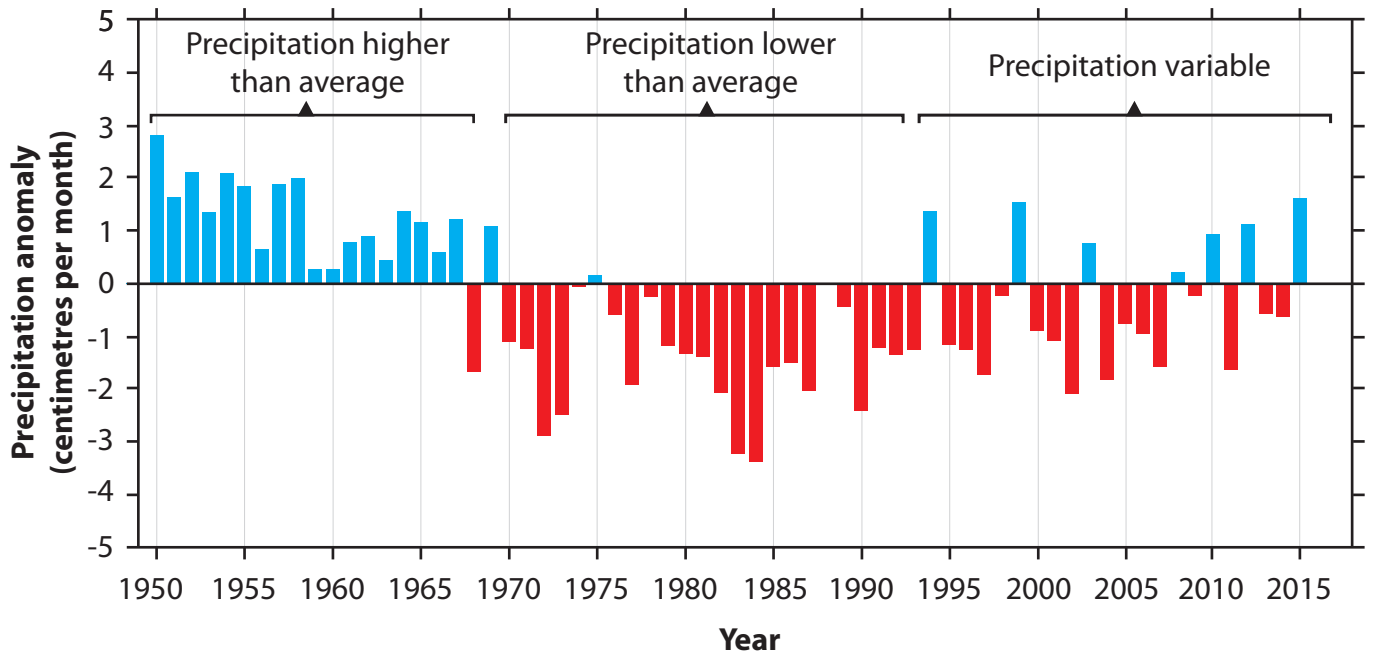 Precipitation higher
than average
Precipitation lower
than average
Precipitation variable
Precipitation anomaly
(centimetres per month)
5
4
3
2
1
0
-1
-2
-3
-4
-5
1950 1955 1960 1965 1970 1975 1980 1985 1990 1995 2000 2005 2010 2015
Year